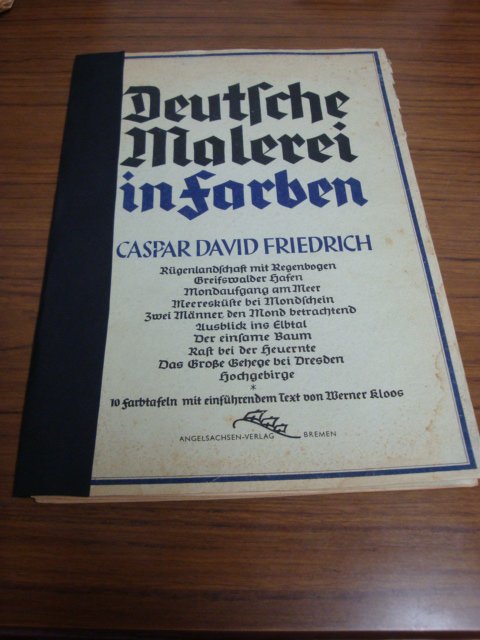 Deutsche
Malerei
in Farben
CASPAR DAVID FRIEDRICH
Rügenlandschaft mit Regenbogen
Greifswalder Hafen
Mondaufgang am Meer
Meeresküste bei Mondschein
Zwei Männer, den Mond betrachtend
Ausblick ins Elbtal
Der einsame Baum
Rast bei der Heuernte
Das Große Gehege bei Dresden
Hochgebirge
*
10 Farbtafeln mit einführendem Text von Werner Kloos
ANGELSACHSEN-VERLAG BREMEN